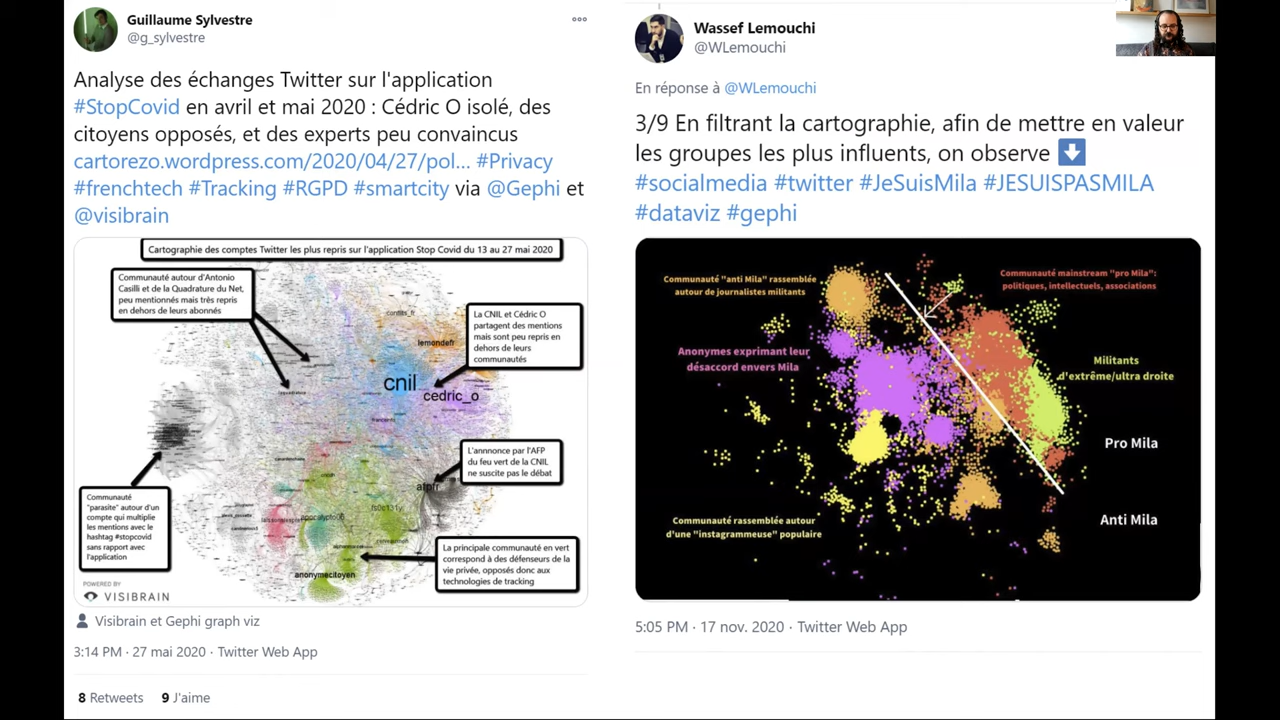 Guillaume Sylvestre
@g_sylvestre
Analyse des échanges Twitter sur l'application
#StopCovid en avril et mai 2020 : Cédric O isolé, des
citoyens opposés, et des experts peu convaincus
cartorezo.wordpress.com/2020/04/27/pol... #Privacy
#frenchtech #Tracking #RGPD #smartcity via @Gephi et
@visibrain
Cartographie des comptes Twitter les plus repris sur l'application Stop Covid du 13 au 27 mai 2020
Communauté autour d'Antonio
Casilli et de la Quadrature du Net,
peu mentionnés mais très repris
en dehors de leurs abonnés
La CNIL et Cédric O
partagent des mentions
mais sont peu repris en
dehors de leurs
communautés
lemondefr
cnil
cedric_o
L'annnonce par l'AFP
du feu vert de la CNIL
ne suscite pas le débat
afpfr
Communauté
"parasite" autour d'un
compte qui multiplie
les mentions avec le
hashtag #stopcovid
sans rapport avec
l'application
La principale communauté en vert
correspond à des défenseurs de la
vie privée, opposés donc aux
technologies de tracking
anonymecitoyen
POWERED BY
VISIBRAIN
Visibrain et Gephi graph viz
3:14 PM · 27 mai 2020 · Twitter Web App
8 Retweets 9 J'aime
Wassef Lemouchi
@WLemouchi
En réponse à @WLemouchi
3/9 En filtrant la cartographie, afin de mettre en valeur
les groupes les plus influents, on observe
#socialmedia #twitter #JeSuisMila #JESUISPASMILA
#dataviz #gephi
Communauté "anti Mila" rassemblée
autour de journalistes militants
Communauté mainstream "pro Mila":
politiques, intellectuels, associations
Anonymes exprimant leur
désaccord envers Mila
Militants
d'extrême/ultra droite
Pro Mila
Anti Mila
Communauté rassemblée autour
d'une "instagrammeuse" populaire
5:05 PM · 17 nov. 2020 · Twitter Web App